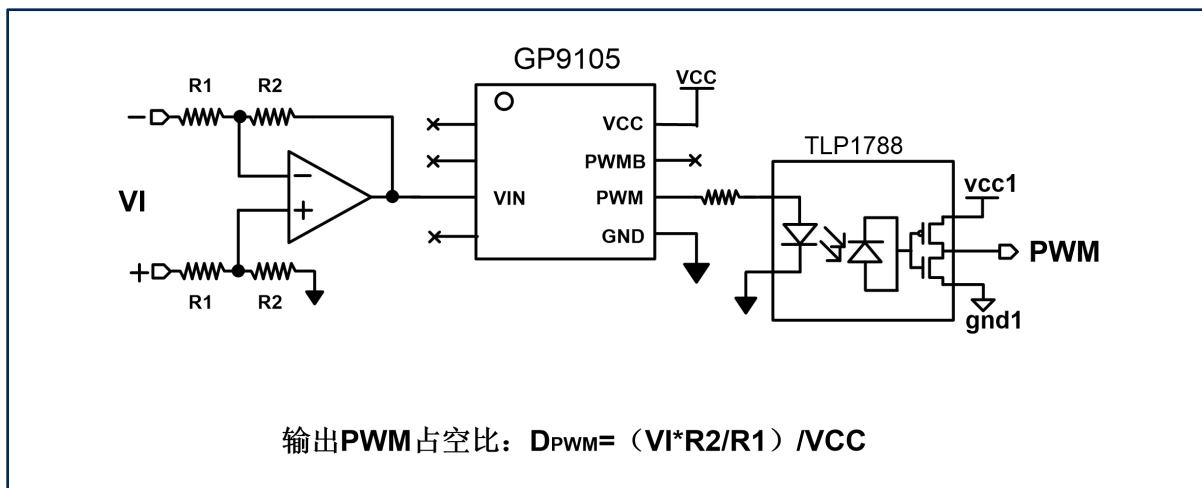 GP9105
VCC
R1
R2
VCC
TLP1788
PWMB
vcc1
VI
VIN
PWM
PWM
GND
R1
R2
gnd1
输出PWM占空比：DPWM=（VI*R2/R1）/VCC